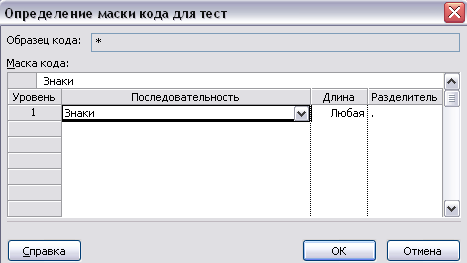 Определение маски кода для тест
Образец кода: *
Маска кода:
Знаки
Уровень Последовательность Длина Разделитель
1 Знаки Любая .
Справка ОК Отмена